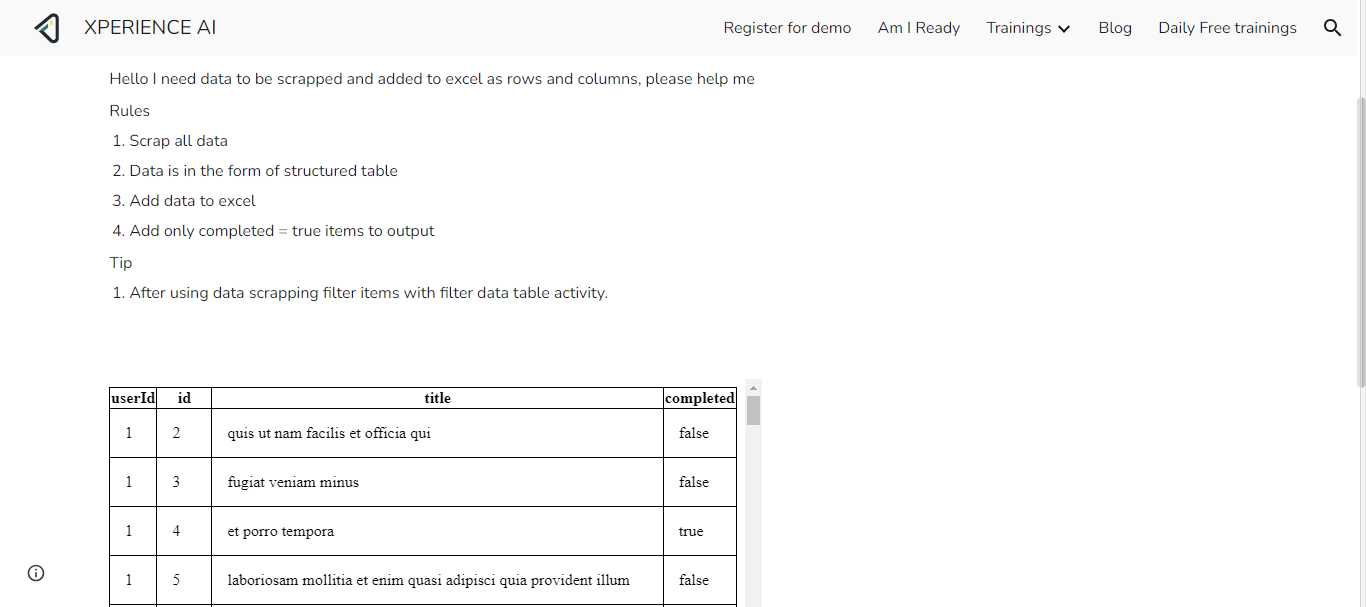 XPERIENCE AI
Register for demo Am I Ready Trainings Blog Daily Free trainings
Hello I need data to be scrapped and added to excel as rows and columns, please help me
Rules
1. Scrap all data
2. Data is in the form of structured table
3. Add data to excel
4. Add only completed = true items to output
Tip
1. After using data scrapping filter items with filter data table activity.
userId id title completed
1 2 quis ut nam facilis et officia qui false
1 3 fugiat veniam minus false
1 4 et porro tempora true
1 5 laboriosam mollitia et enim quasi adipisci quia provident illum false